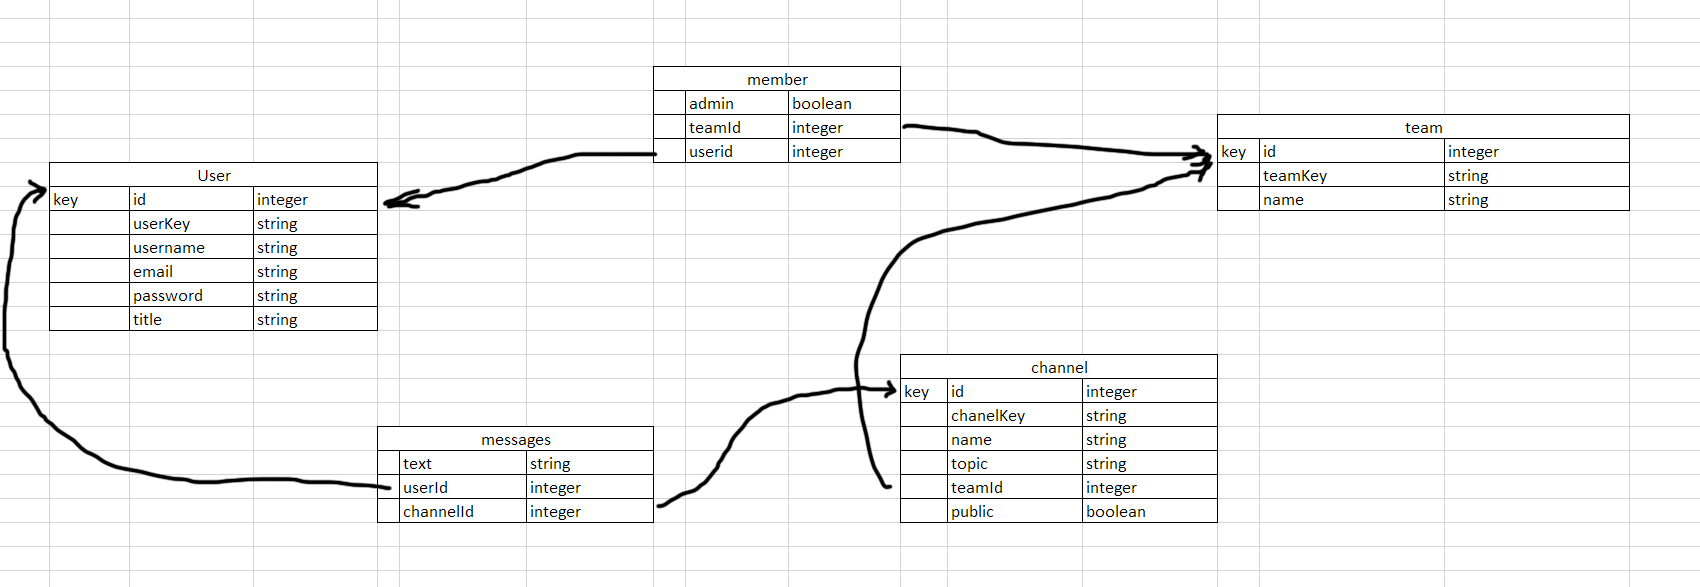 member
admin boolean
teamId integer
userid integer
team
key id integer
teamKey string
name string
User
key id integer
userKey string
username string
email string
password string
title string
channel
key id integer
chanelKey string
name string
topic string
teamId integer
public boolean
messages
text string
userId integer
channelId integer